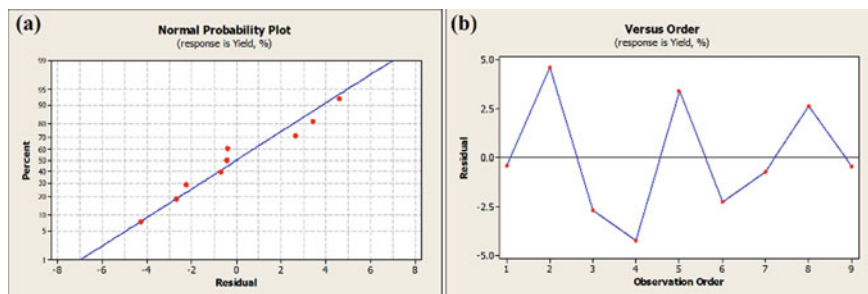 (a)
Normal Probability Plot
(response is Yield, %)
Percent
99
95
90
80
70
60
50
40
30
20
10
5
1
-8 -6 -4 -2 0 2 4 6 8
Residual
(b)
Versus Order
(response is Yield, %)
Residual
5.0
2.5
0.0
-2.5
-5.0
1 2 3 4 5 6 7 8 9
Observation Order